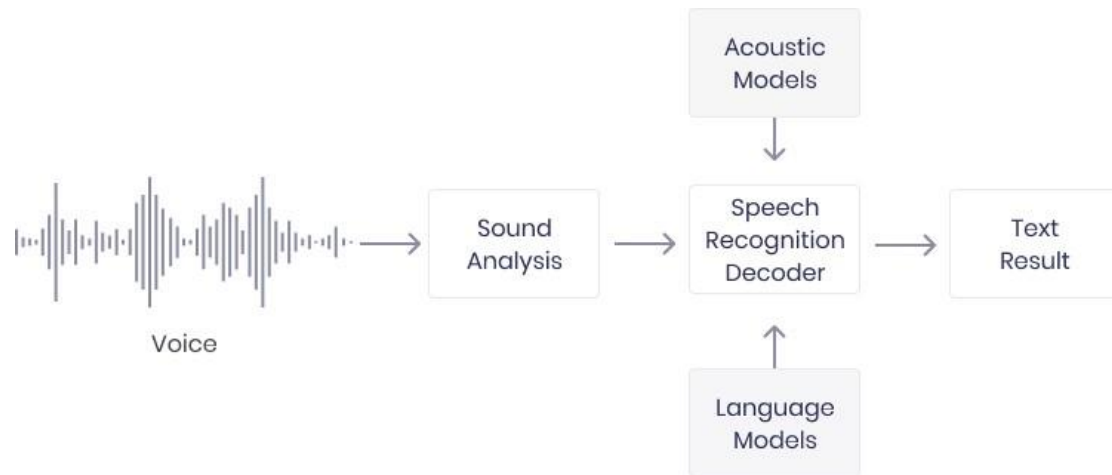 Acoustic
Models
Voice
Sound
Analysis
Speech
Recognition
Decoder
Text
Result
Language
Models